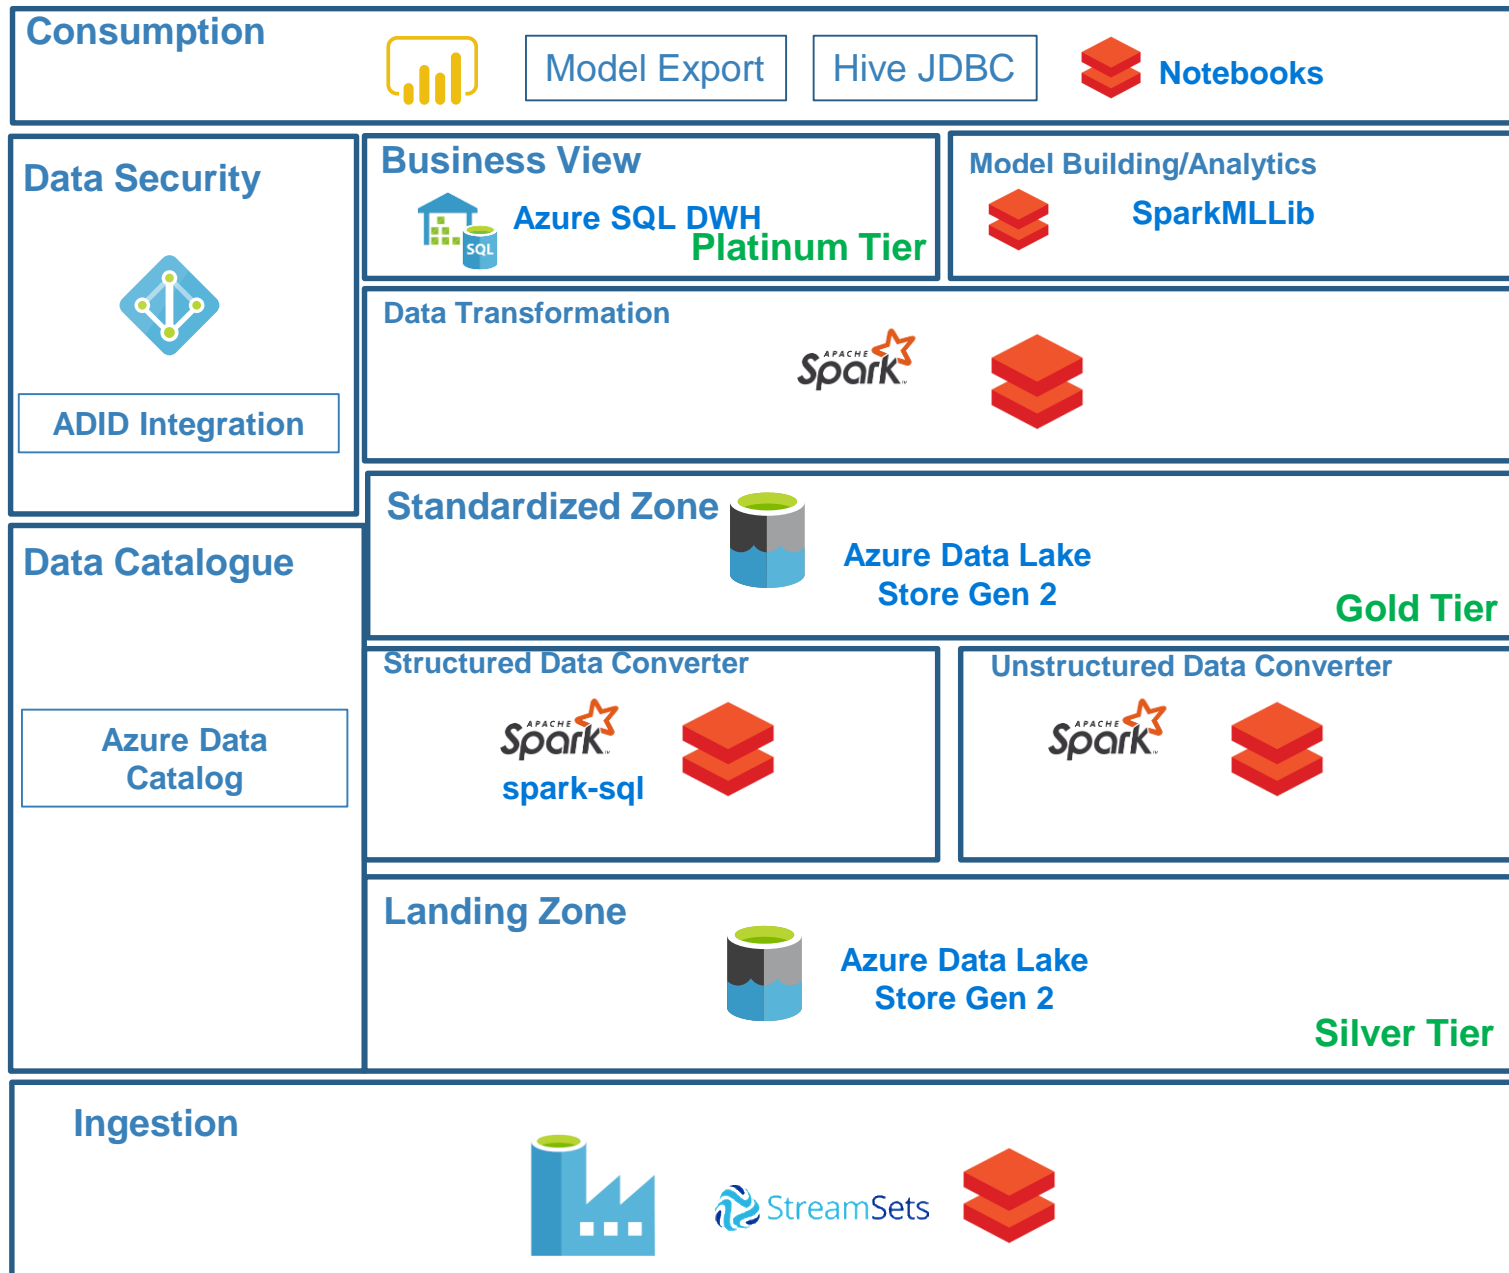 Consumption
Model Export
Hive JDBC
Notebooks
Data Security
ADID Integration
Business View
Azure SQL DWH
SQL
Platinum Tier
Model Building/Analytics
SparkMLLib
Data Transformation
APACHE
Spark
Standardized Zone
Azure Data Lake
Store Gen 2
Gold Tier
Data Catalogue
Azure Data
Catalog
Structured Data Converter
APACHE
Spark
spark-sql
Unstructured Data Converter
APACHE
Spark
Landing Zone
Azure Data Lake
Store Gen 2
Silver Tier
Ingestion
StreamSets